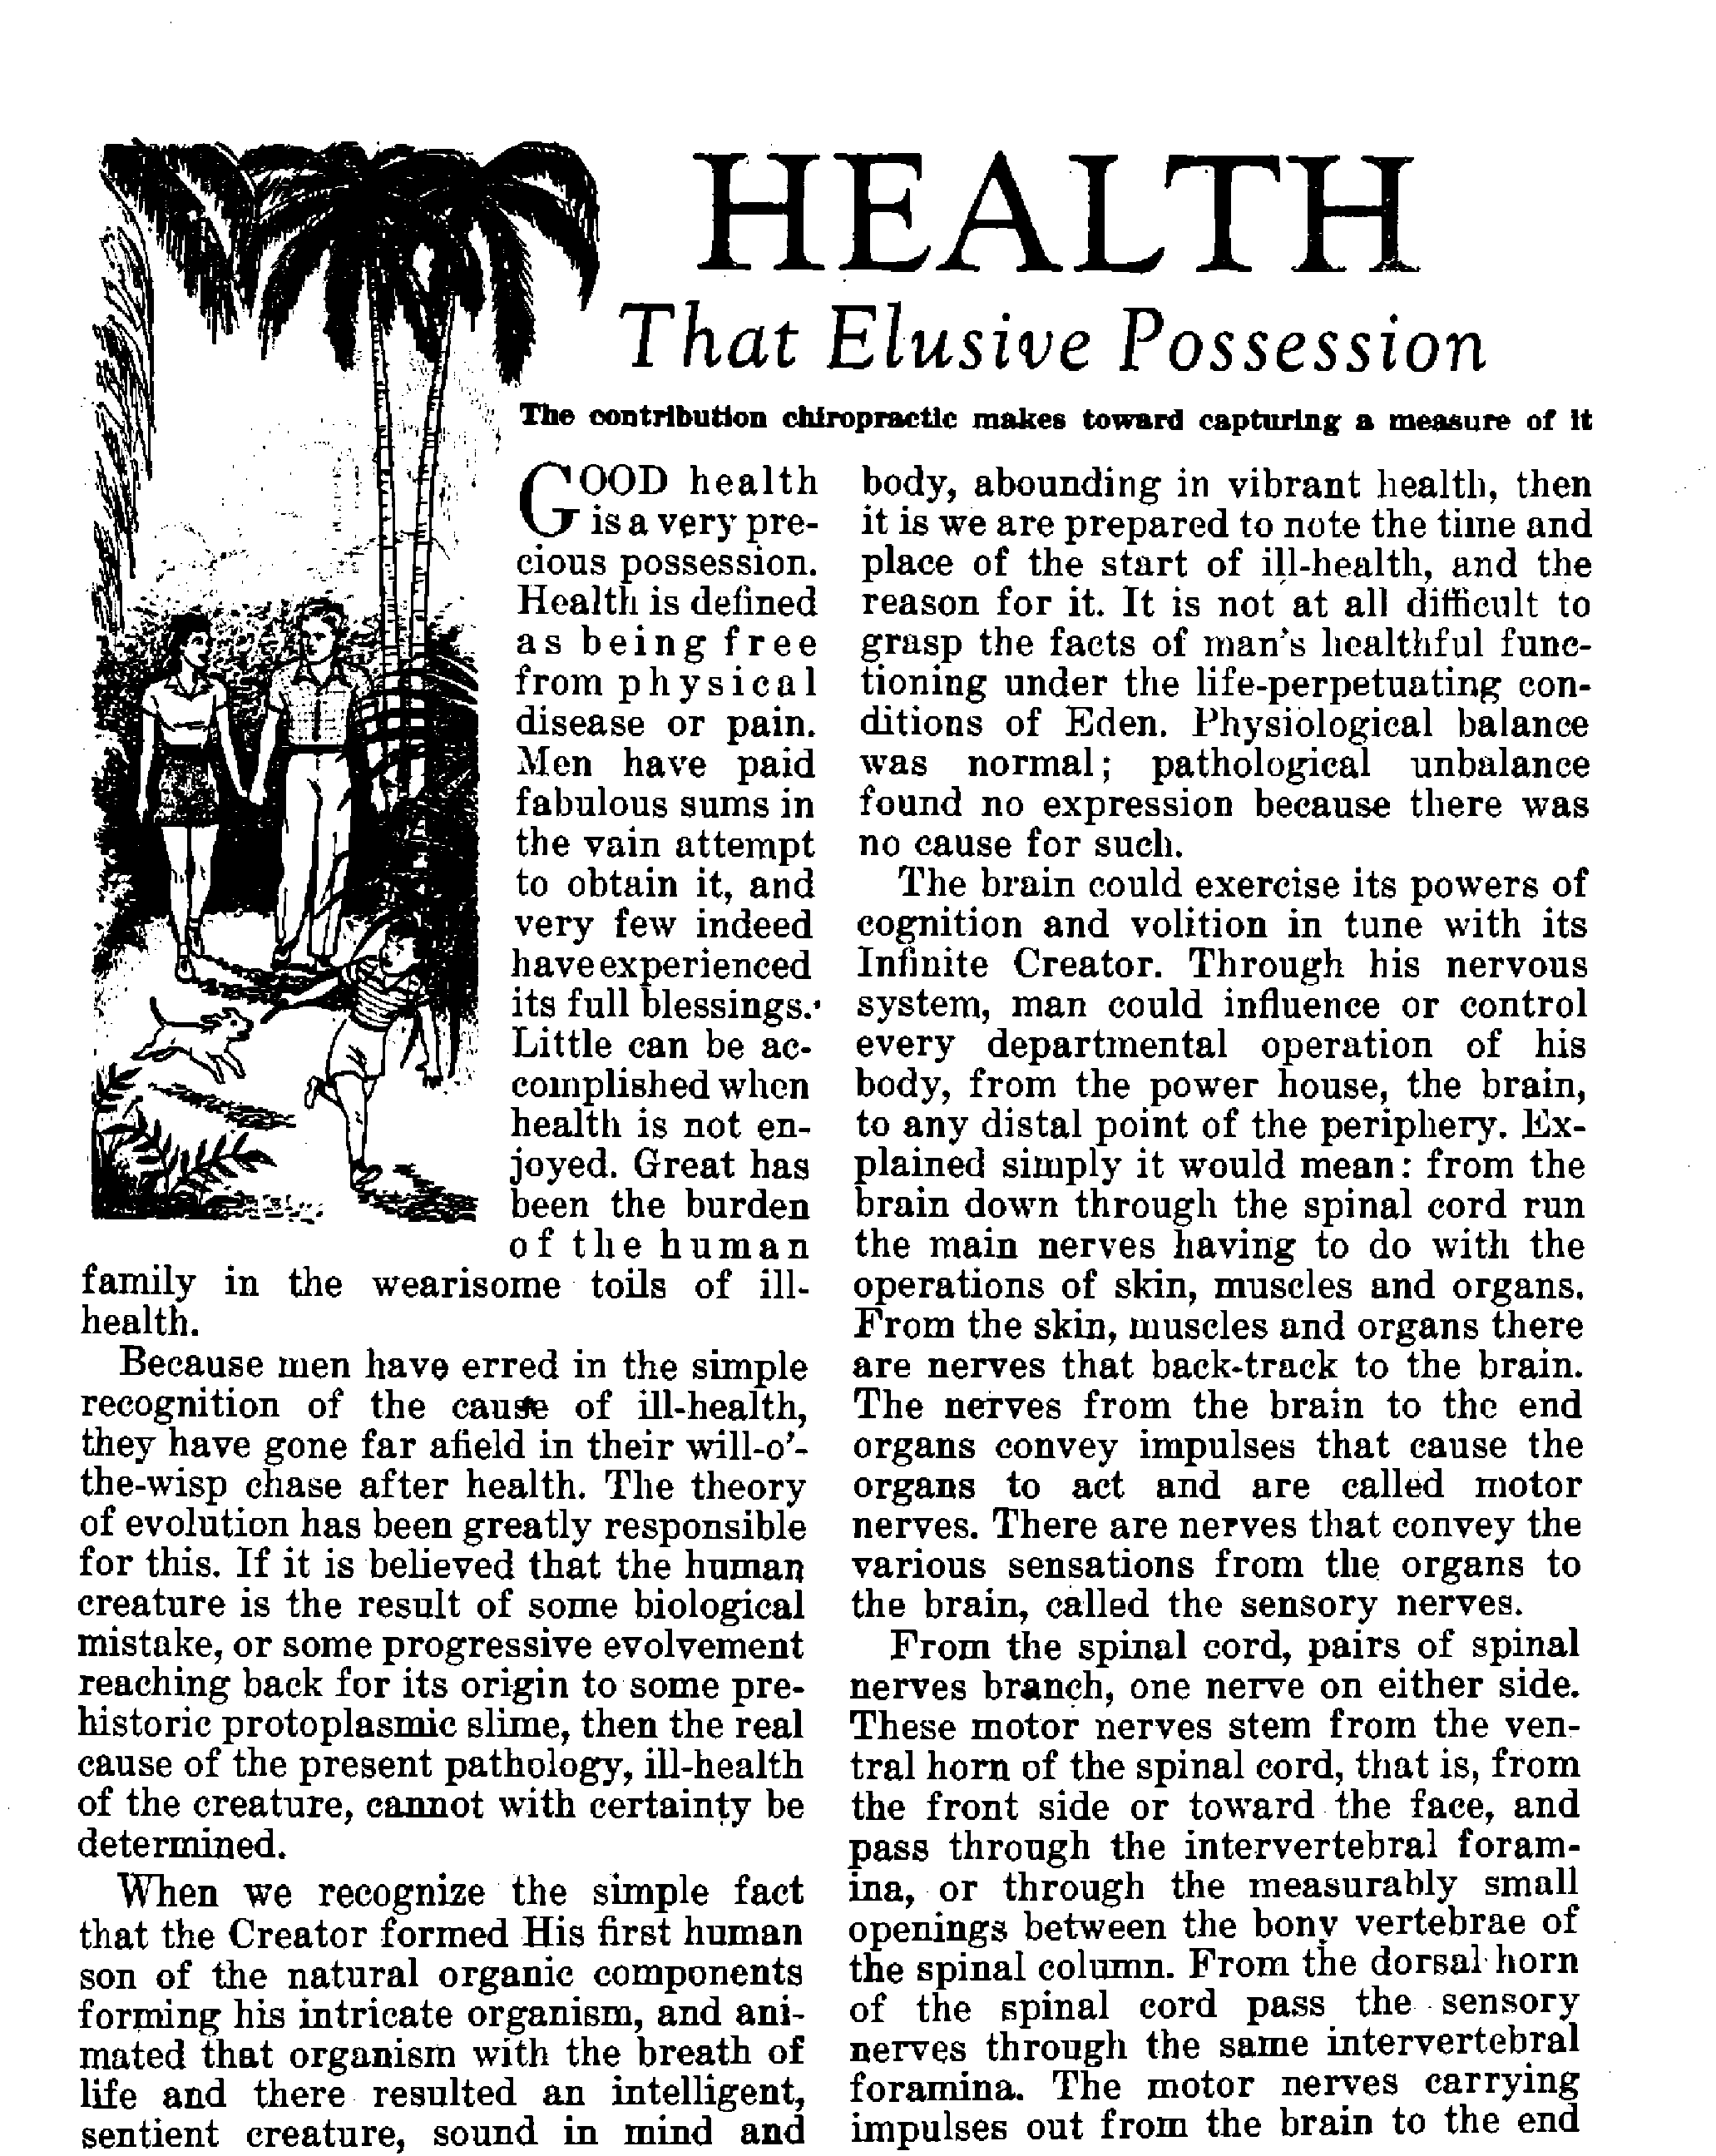 HEALTH
That Elusive Possession
The contribution chiropractic makes toward capturing a measure of it
GOOD health
is a very pre-
cious possession.
Health is defined
as being free
from physical
disease or pain.
Men have paid
fabulous sums in
the vain attempt
to obtain it, and
very few indeed
have experienced
its full blessings.
Little can be ac-
complished when
health is not en-
joyed. Great has
been the burden
of the human
family in the wearisome toils of ill-
health.
Because men have erred in the simple
recognition of the cause of ill-health,
they have gone far afield in their will-o'-
the-wisp chase after health. The theory
of evolution has been greatly responsible
for this. If it is believed that the human
creature is the result of some biological
mistake, or some progressive evolvement
reaching back for its origin to some pre-
historic protoplasmic slime, then the real
cause of the present pathology, ill-health
of the creature, cannot with certainty be
determined.
When we recognize the simple fact
that the Creator formed His first human
son of the natural organic components
forming his intricate organism, and ani-
mated that organism with the breath of
life and there resulted an intelligent,
sentient creature, sound in mind and
body, abounding in vibrant health, then
it is we are prepared to note the time and
place of the start of ill-health, and the
reason for it. It is not at all difficult to
grasp the facts of man's healthful func-
tioning under the life-perpetuating con-
ditions of Eden. Physiological balance
was normal; pathological unbalance
found no expression because there was
no cause for such.
The brain could exercise its powers of
cognition and volition in tune with its
Infinite Creator. Through his nervous
system, man could influence or control
every departmental operation of his
body, from the power house, the brain,
to any distal point of the periphery. Ex-
plained simply it would mean: from the
brain down through the spinal cord run
the main nerves having to do with the
operations of skin, muscles and organs.
From the skin, muscles and organs there
are nerves that back-track to the brain.
The nerves from the brain to the end
organs convey impulses that cause the
organs to act and are called motor
nerves. There are nerves that convey the
various sensations from the organs to
the brain, called the sensory nerves.
From the spinal cord, pairs of spinal
nerves branch, one nerve on either side.
These motor nerves stem from the ven-
tral horn of the spinal cord, that is, from
the front side or toward the face, and
pass through the intervertebral foram-
ina, or through the measurably small
openings between the bony vertebrae of
the spinal column. From the dorsal horn
of the spinal cord pass the sensory
nerves through the same intervertebral
foramina. The motor nerves carrying
impulses out from the brain to the end